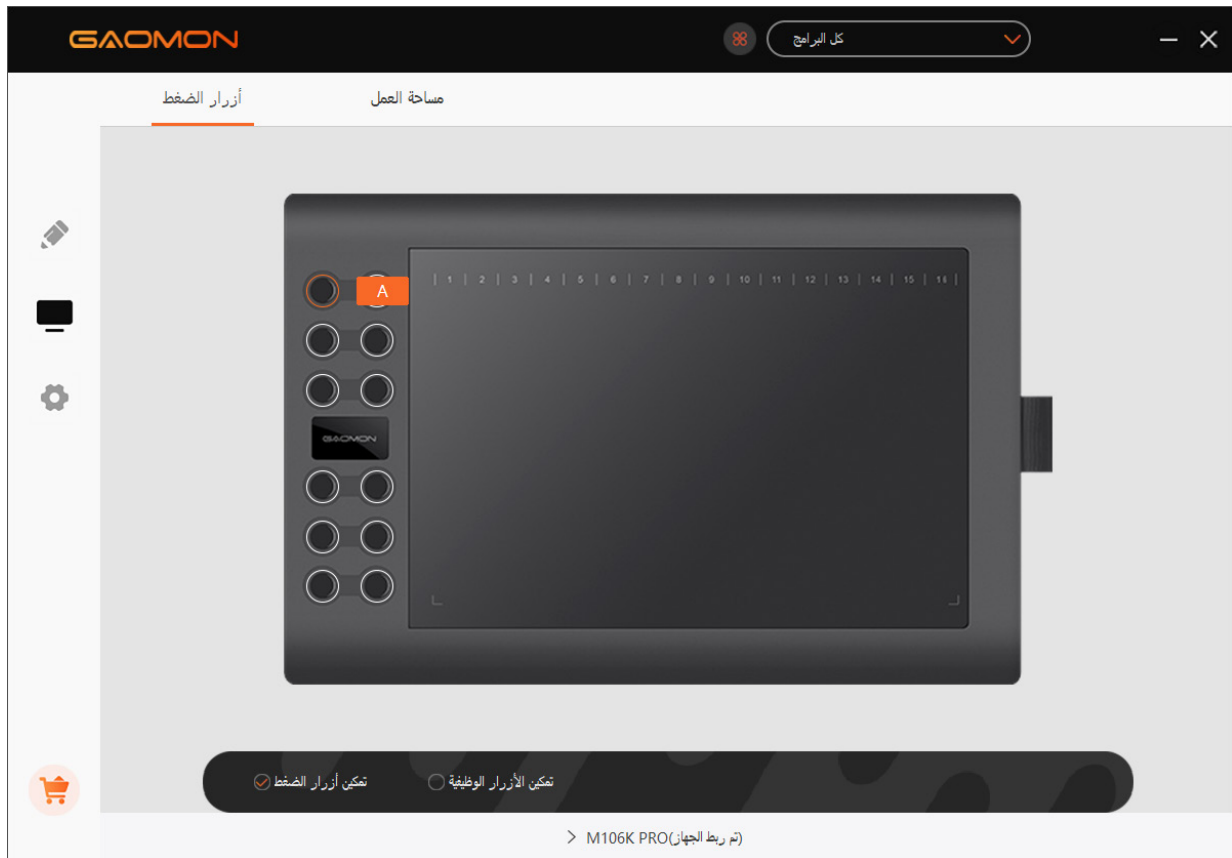 GAOMON
كل البرامج
أزرار الضغط
مساحة العمل
A
| 1 | 2 | 3 | 4 | 5 | 6 | 7 | 8 | 9 | 10 | 11 | 12 | 13 | 14 | 15 | 16 |
GAOMON
تمكين أزرار الضغط
تمكين الأزرار الوظيفية
M106K PRO(تم ربط الجهاز)